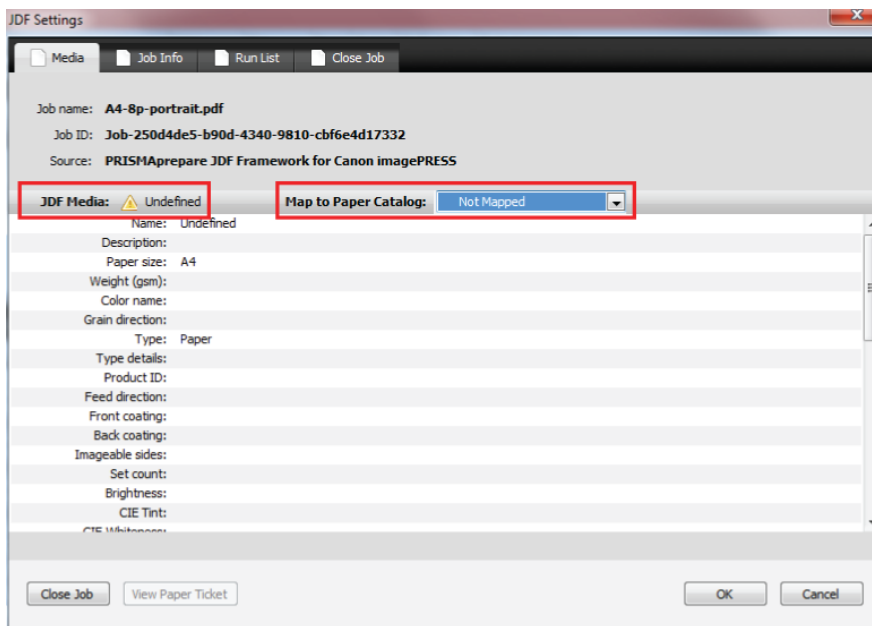 JDF Settings
Media Job Info Run List Close Job
Job name: A4-8p-portrait.pdf
Job ID: Job-250d4de5-b90d-4340-9810-cbf6e4d17332
Source: PRISMAprepare JDF Framework for Canon imagePRESS
JDF Media: Undefined Map to Paper Catalog: Not Mapped
Name: Undefined
Description:
Paper size: A4
Weight (gsm):
Color name:
Grain direction:
Type: Paper
Type details:
Product ID:
Feed direction:
Front coating:
Back coating:
Imageable sides:
Set count:
Brightness:
CIE Tint:
CIE Whiteness:
Close Job View Paper Ticket OK Cancel